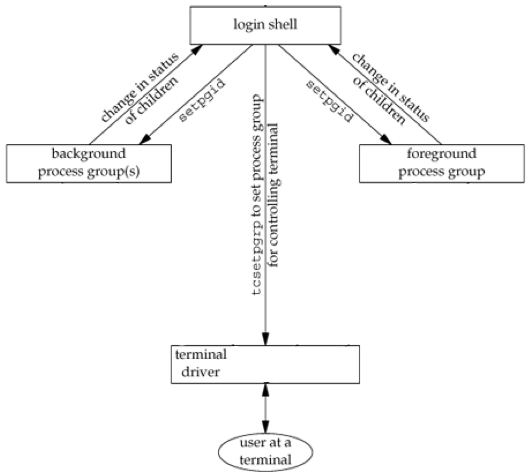 login shell
change in status
of children
setpgid
tcsetpgrp to set process group
for controlling terminal
setpgid
change in status
of children
background
process group(s)
foreground
process group
terminal
driver
user at a
terminal